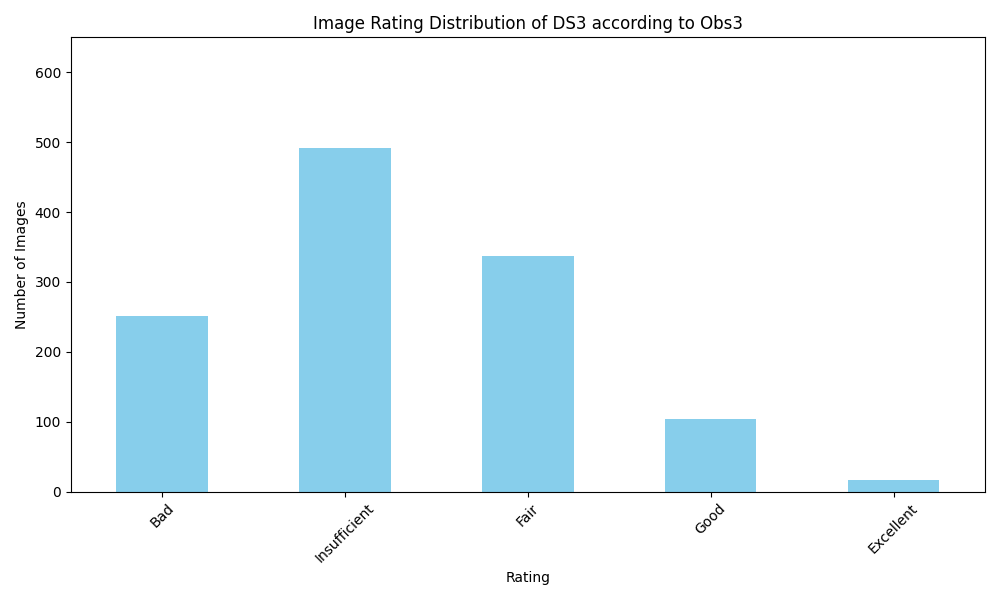 Image Rating Distribution of DS3 according to Obs3
600
500
400
300
200
100
0
Number of Images
Bad
Insufficient
Fair
Good
Excellent
Rating